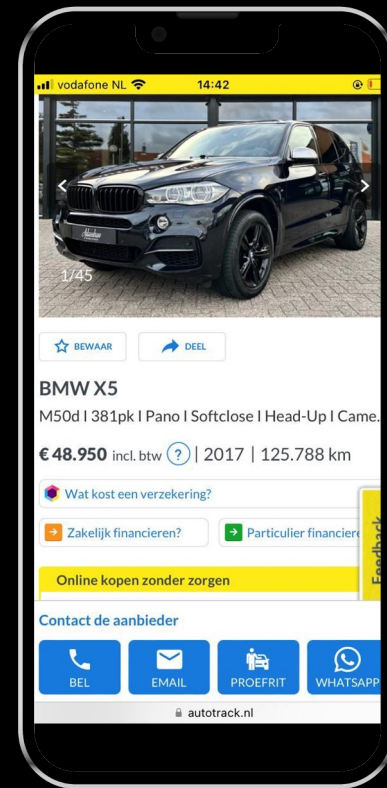 vodafone NL 14:42
1/45
BEWAAR DEEL
BMW X5
M50d I 381pk I Pano I Softclose I Head-Up I Came.
€ 48.950 incl. btw ? | 2017 | 125.788 km
Wat kost een verzekering?
Zakelijk financieren? Particulier financiere
Feedback
Online kopen zonder zorgen
Contact de aanbieder
BEL EMAIL PROEFRIT WHATSAPP
autotrack.nl